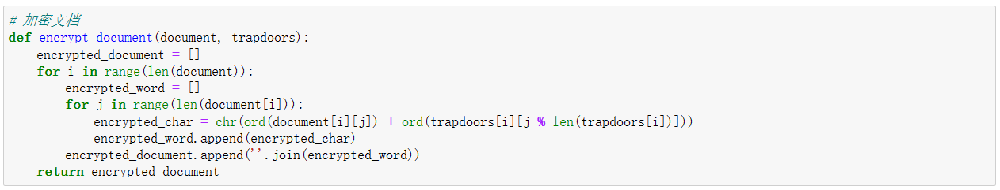 # 加密文档
def encrypt_document(document, trapdoors):
    encrypted_document = []
    for i in range(len(document)):
        encrypted_word = []
        for j in range(len(document[i])):
            encrypted_char = chr(ord(document[i][j]) + ord(trapdoors[i][j % len(trapdoors[i])]))
            encrypted_word.append(encrypted_char)
        encrypted_document.append(''.join(encrypted_word))
    return encrypted_document